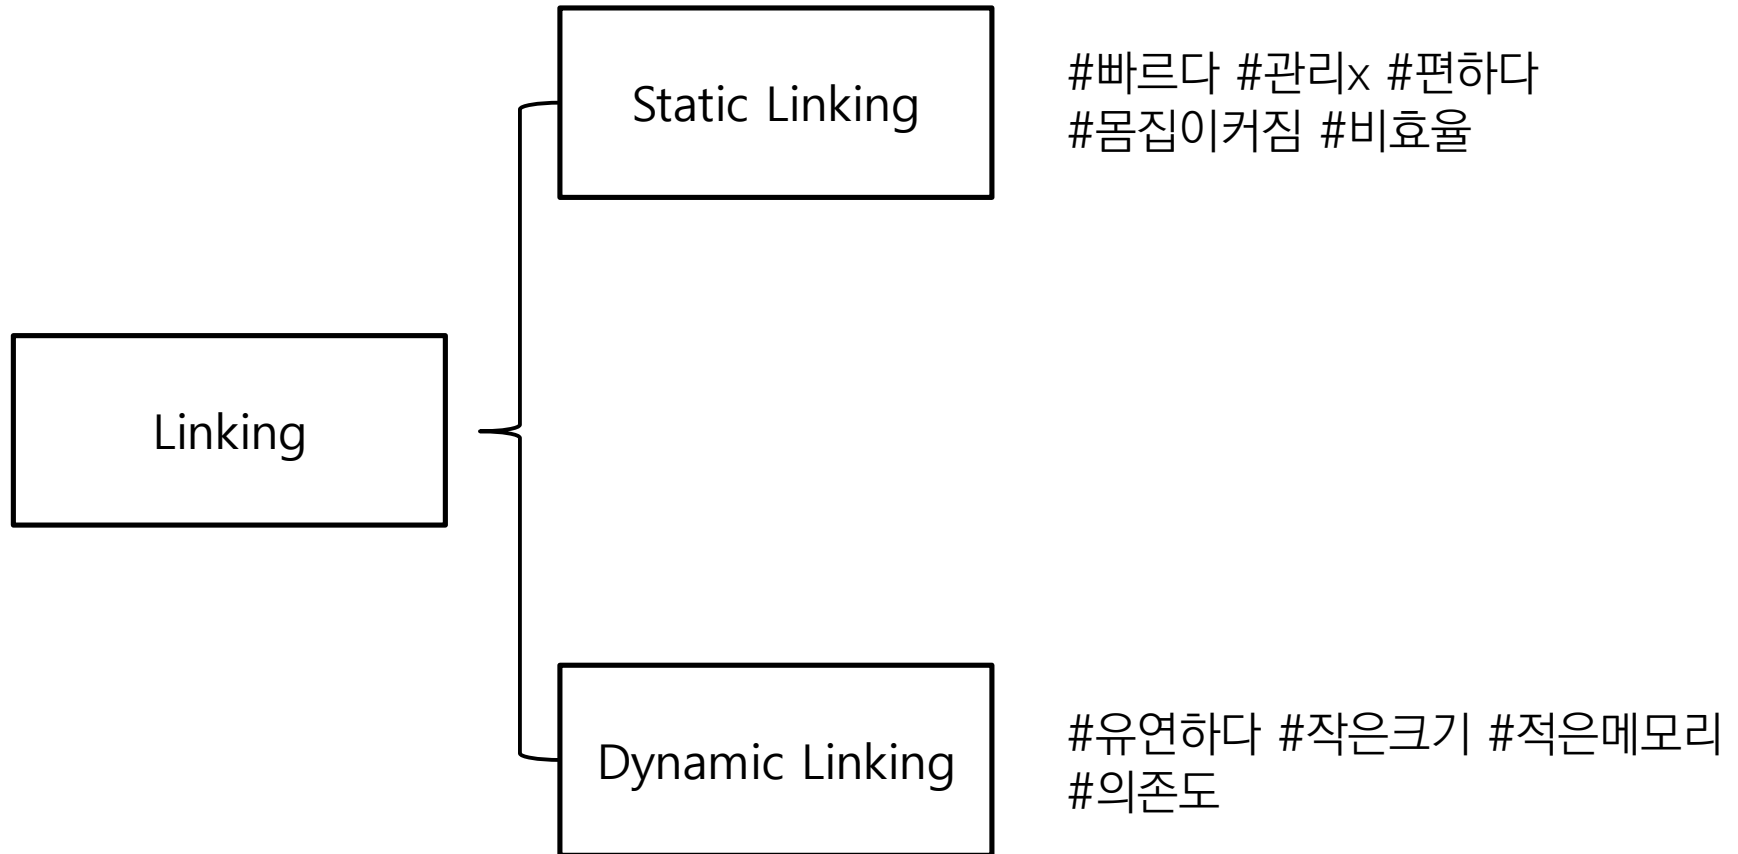 Static Linking
#빠르다 #관리x #편하다
#몸집이커짐 #비효율
Linking
Dynamic Linking
#유연하다 #작은크기 #적은메모리
#의존도